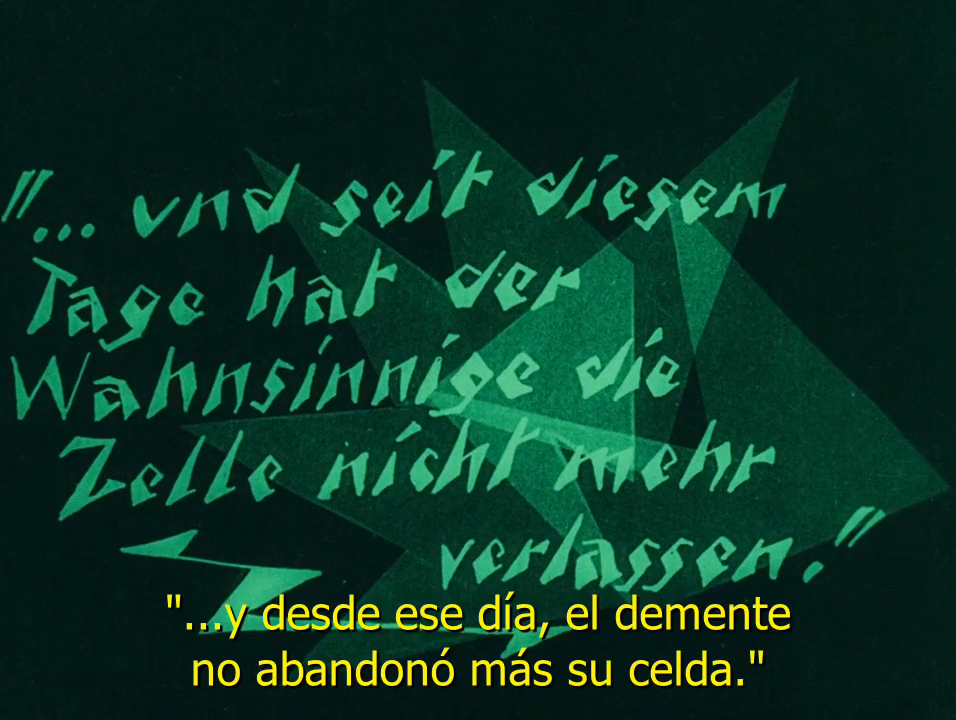 "... und seit diesem
Tage hat der
Wahnsinnige die
Zelle nicht mehr
verlassen."
"...y desde ese día, el demente
no abandonó más su celda."